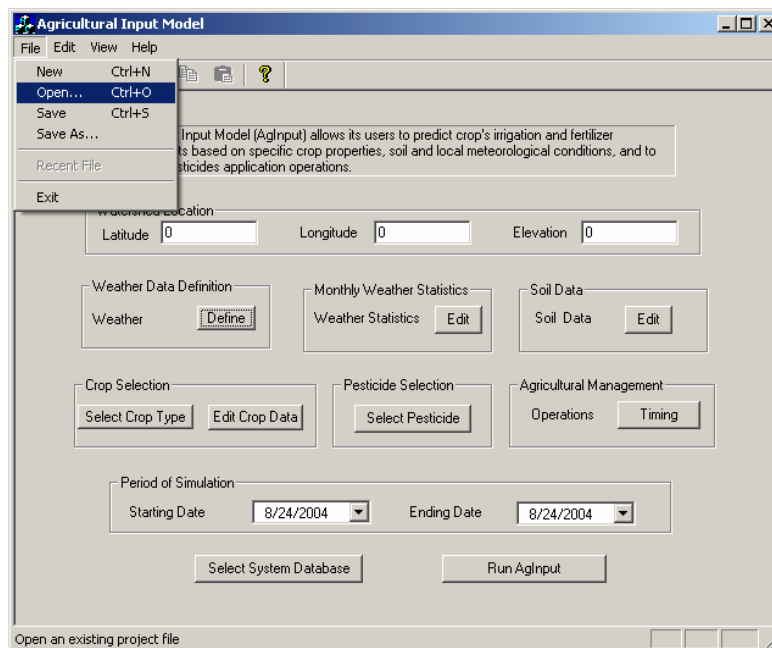 Agricultural Input Model
File Edit View Help
New Ctrl+N
Open... Ctrl+O
Save Ctrl+S
Save As...
Recent File
Exit
Input Model (AgInput) allows its users to predict crop's irrigation and fertilizer
ts based on specific crop properties, soil and local meteorological conditions, and to
sticides application operations.
Watershed Location
Latitude 0 Longitude 0 Elevation 0
Weather Data Definition Monthly Weather Statistics Soil Data
Weather Define Weather Statistics Edit Soil Data Edit
Crop Selection Pesticide Selection Agricultural Management
Select Crop Type Edit Crop Data Select Pesticide Operations Timing
Period of Simulation
Starting Date 8/24/2004 Ending Date 8/24/2004
Select System Database Run AgInput
Open an existing project file